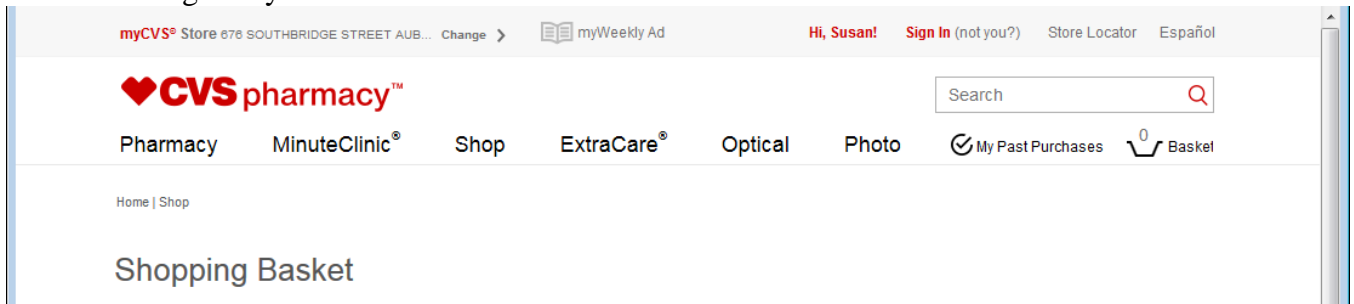 myCVS® Store 676 SOUTHBRIDGE STREET AUB... Change > myWeekly Ad Hi, Susan! Sign In (not you?) Store Locator Español
CVS pharmacy™
Search
Pharmacy MinuteClinic® Shop ExtraCare® Optical Photo My Past Purchases 0 Basket
Home | Shop
Shopping Basket